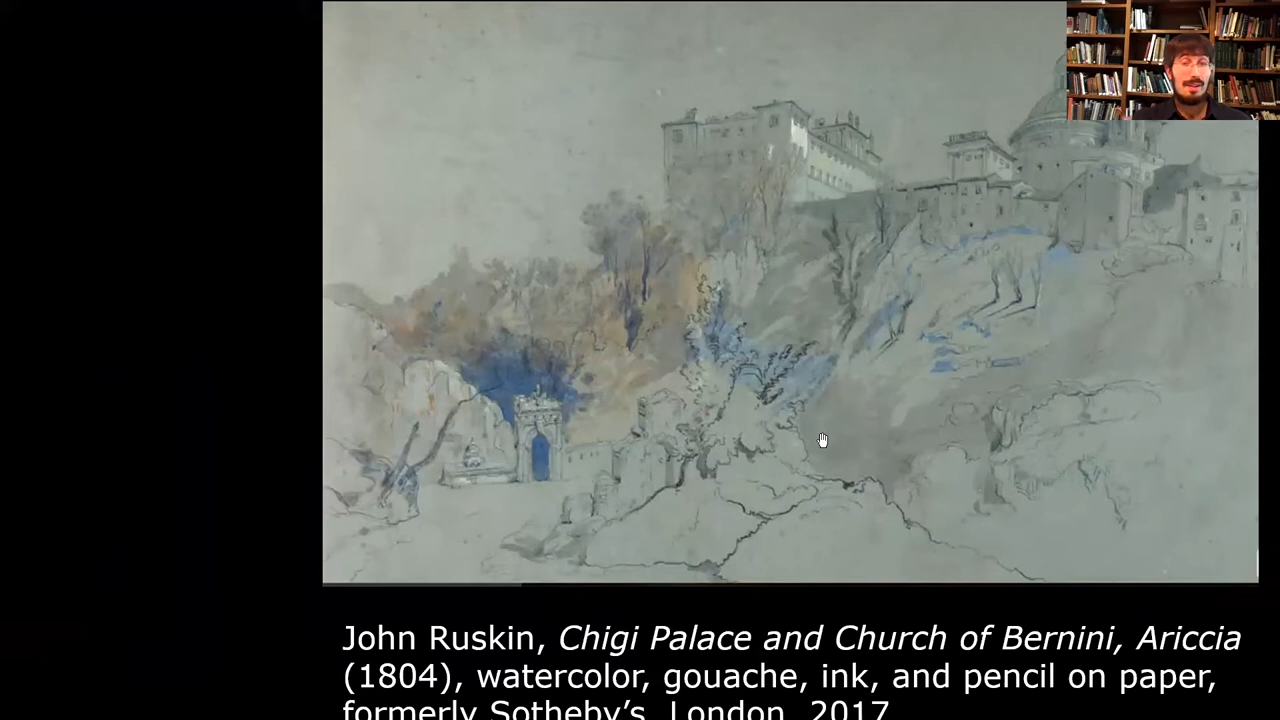 John Ruskin, Chigi Palace and Church of Bernini, Ariccia
(1804), watercolor, gouache, ink, and pencil on paper,
formerly Sotheby's, London, 2017